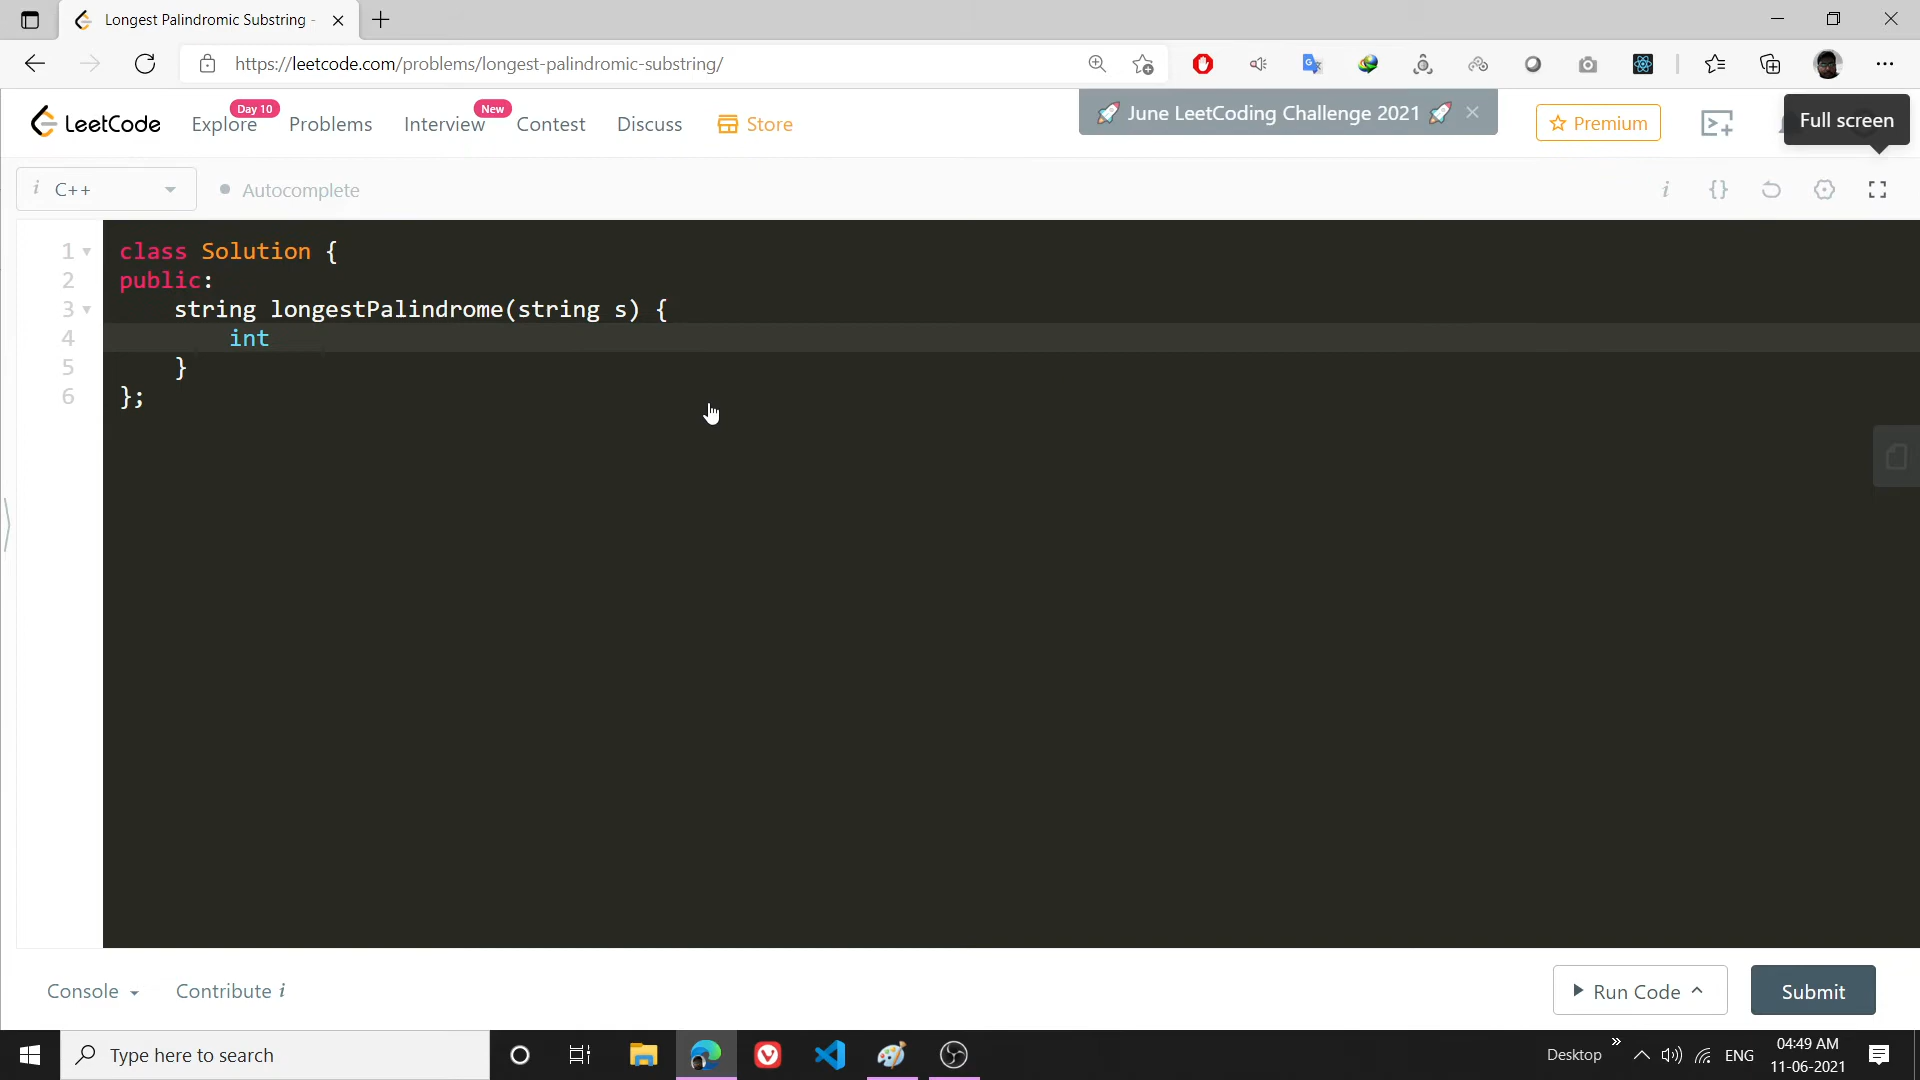 Longest Palindromic Substring -
https://leetcode.com/problems/longest-palindromic-substring/
LeetCode
Explore
Day 10
Problems
Interview
New
Contest
Discuss
Store
🚀 June LeetCoding Challenge 2021 🚀
Premium
Full screen
i C++
Autocomplete
i {}
1 class Solution {
2 public:
3     string longestPalindrome(string s) {
4         int
5     }
6 };
Console
Contribute i
Run Code
Submit
Type here to search
Desktop
ENG
04:49 AM
11-06-2021